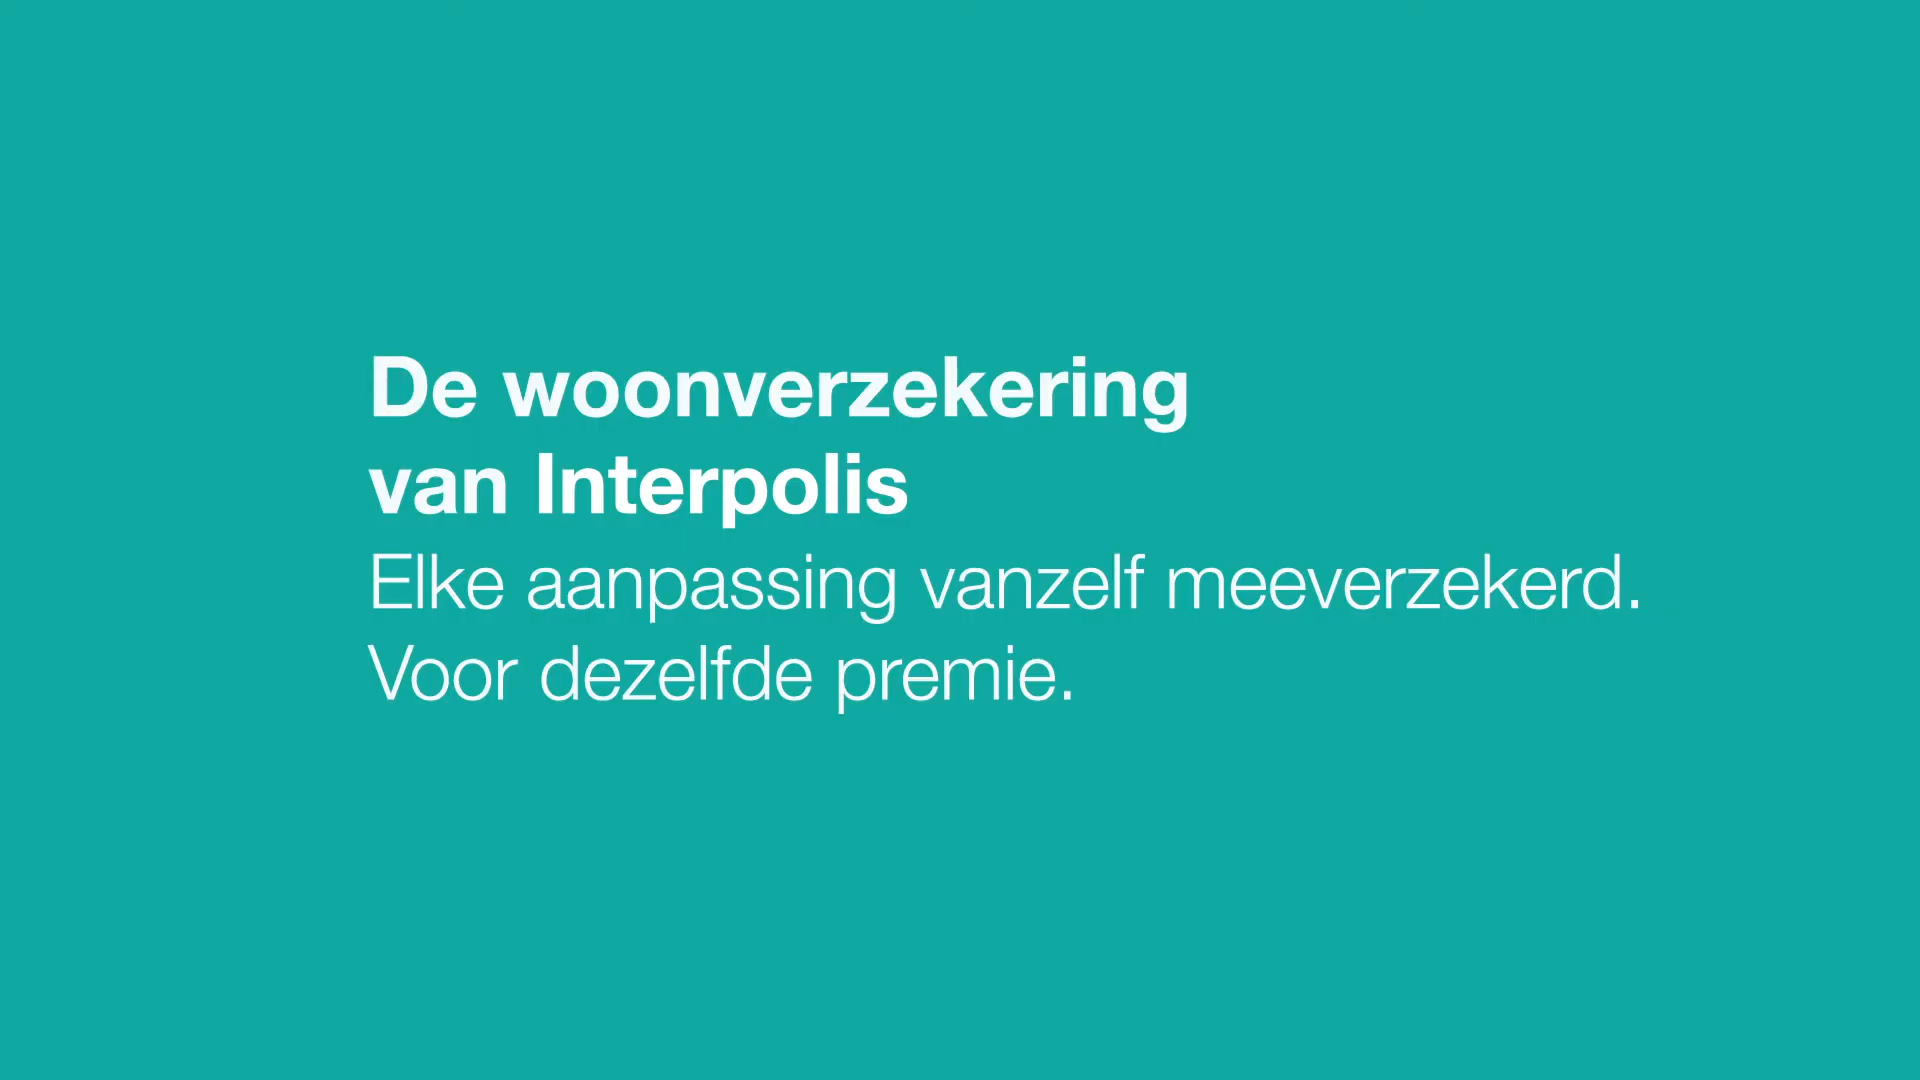 De woonverzekering
van Interpolis
Elke aanpassing vanzelf meeverzekerd.
Voor dezelfde premie.